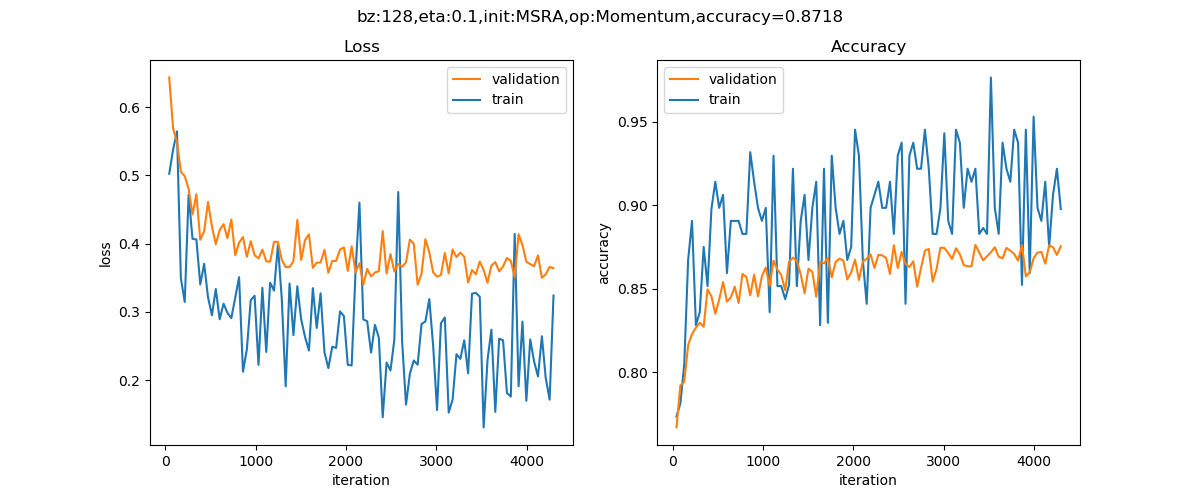 bz:128,eta:0.1,init:MSRA,op:Momentum,accuracy=0.8718
Loss
validation
train
0.6
0.5
0.4
0.3
0.2
loss
0
1000
2000
3000
4000
iteration
Accuracy
validation
train
0.95
0.90
0.85
0.80
accuracy
0
1000
2000
3000
4000
iteration